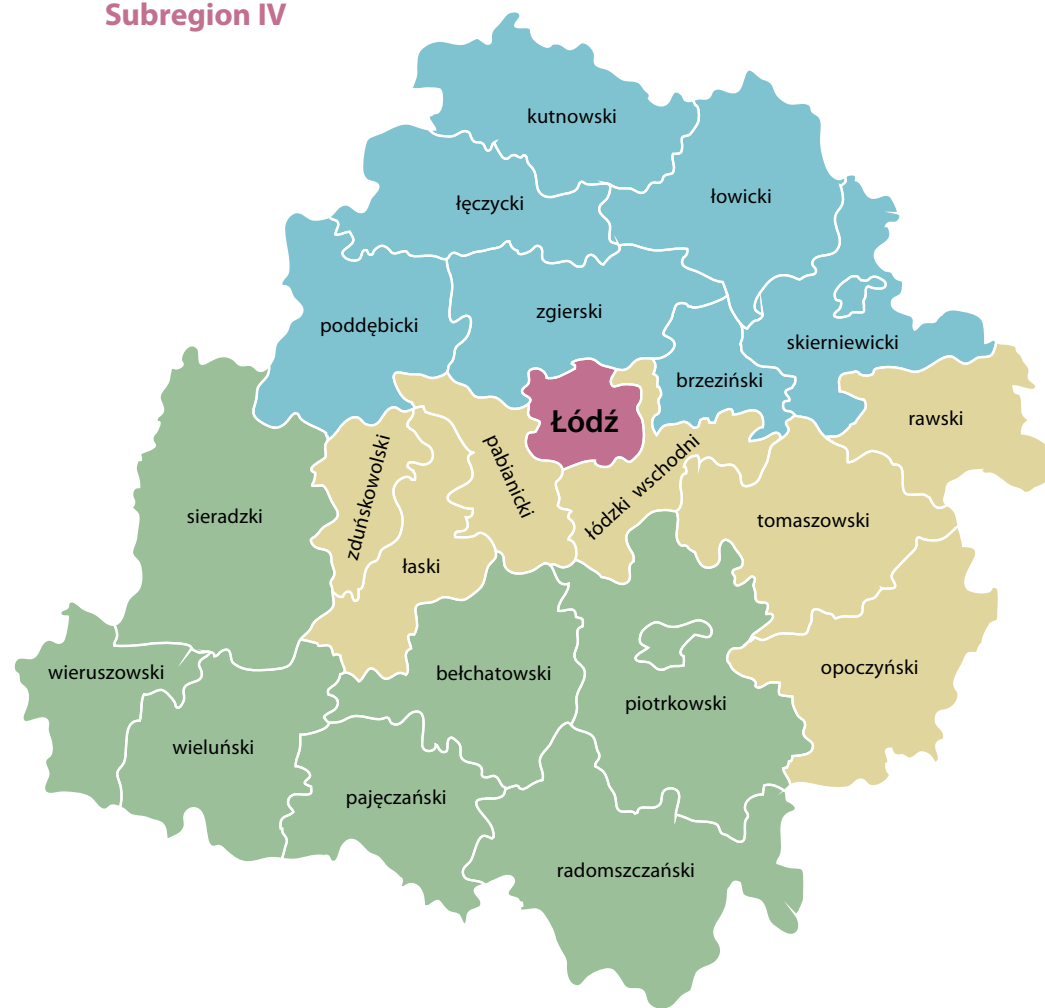 Subregion IV
kutnowski
łęczycki
łowicki
zgierski
poddębicki
skierniewicki
brzeziński
Łódź
rawski
zduńskowolski
pabianicki
łódzki wschodni
sieradzki
tomaszowski
łaski
wieruszowski
bełchatowski
opoczyński
piotrkowski
wieluński
pajęczański
radomszczański